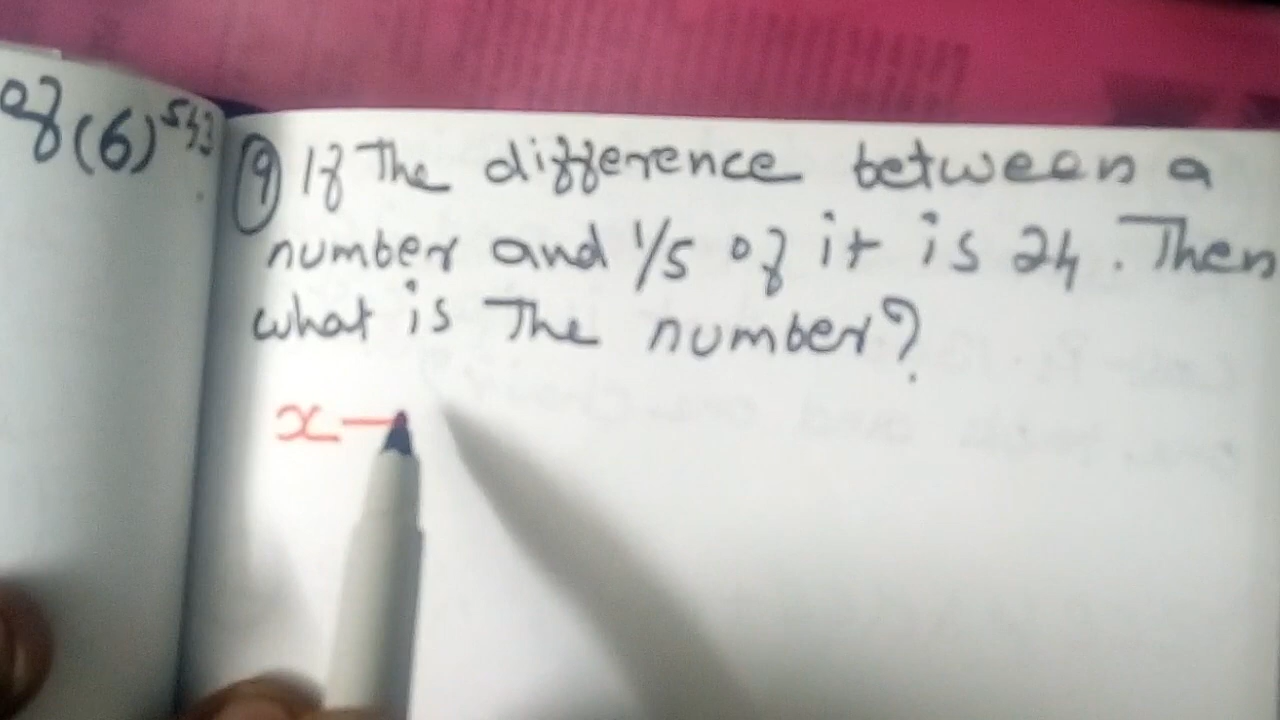 of (6)⁵⁴³
⑨ If The difference between a
number and 1/5 of it is 24. Then
what is The number?
x –